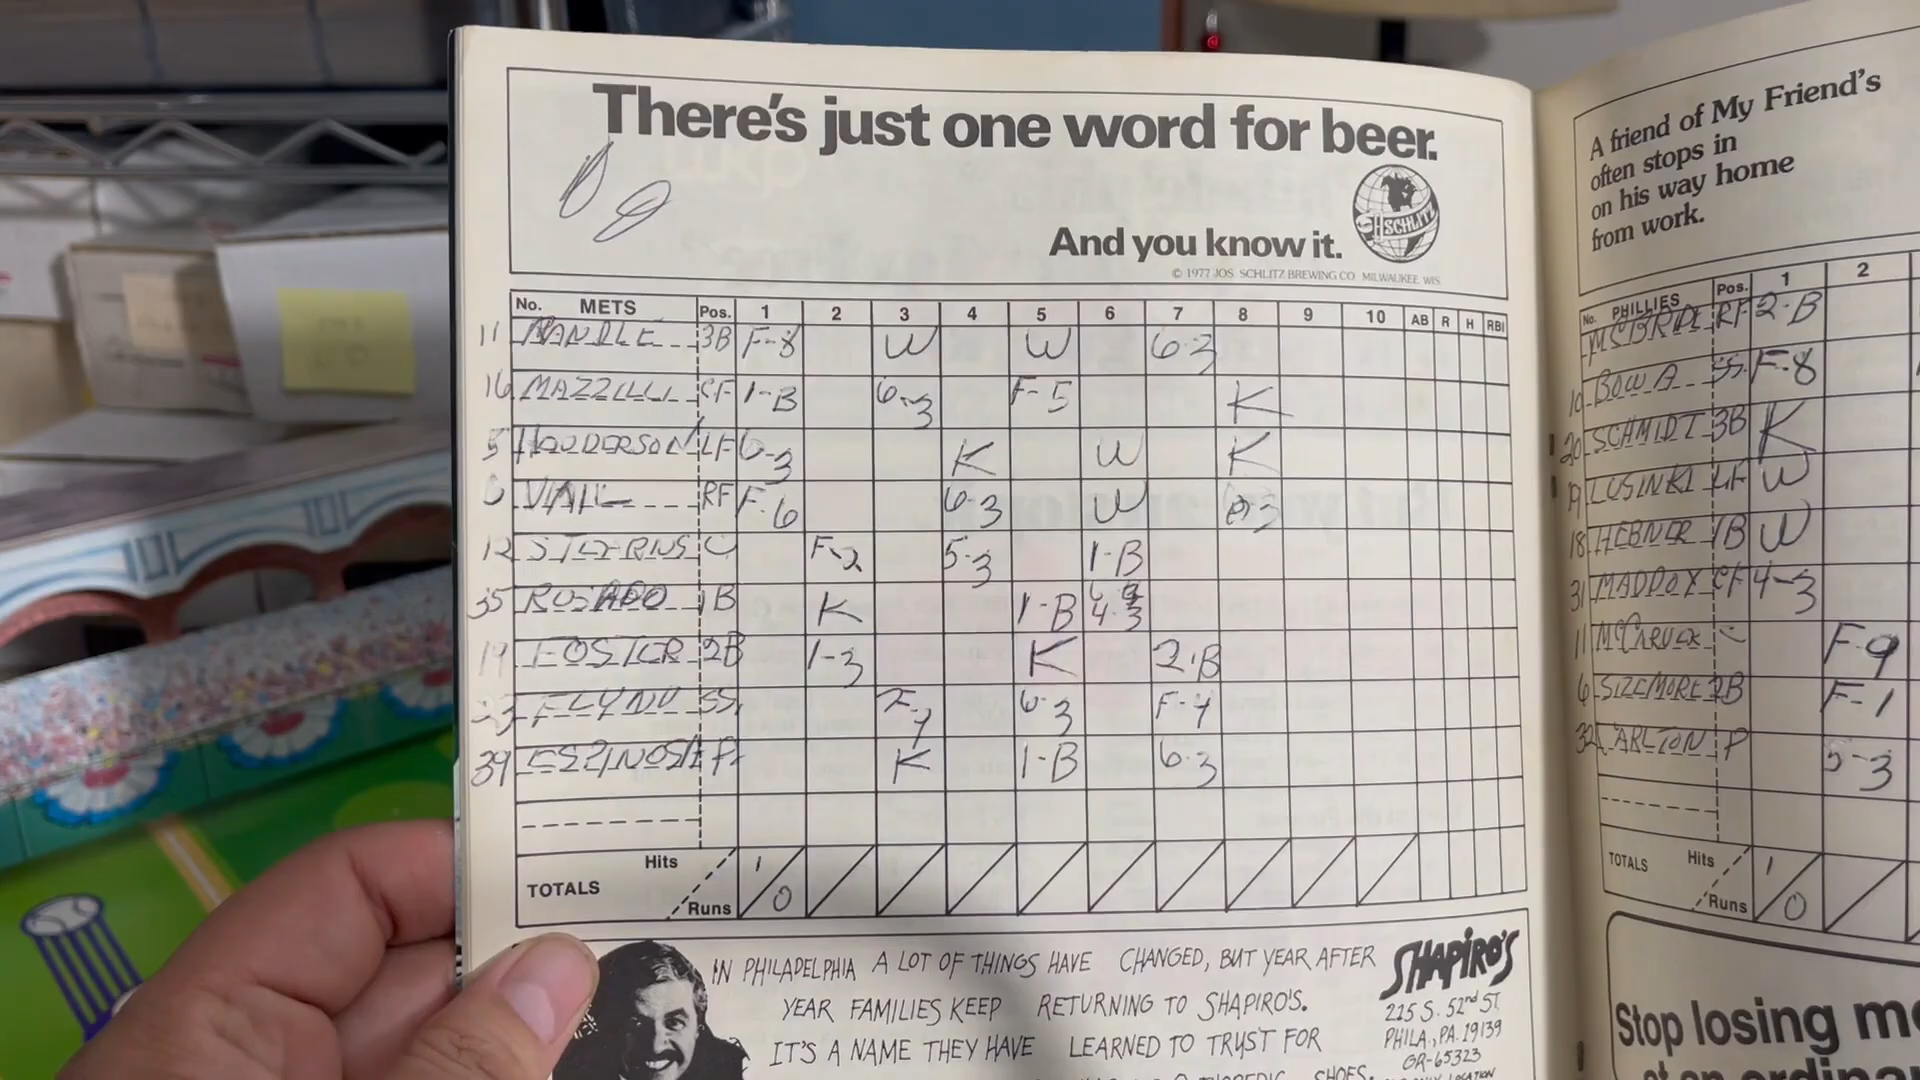 There's just one word for beer.
And you know it.
SCHLITZ
© 1977 JOS. SCHLITZ BREWING CO. MILWAUKEE, WIS.
No. METS Pos. 1 2 3 4 5 6 7 8 9 10 AB R H RBI
11 RANDLE 3B F-8 W W 6-3
16 MAZZILLI CF 1-B 6-3 F-5 K
5 HENDERSON LF 6-3 K W K
6 VAIL RF F-6 6-3 W
12 STEARNS C F-2 5-3 1-B
35 ROSADO 1B K 1-B
19 FOSTER 2B 1-3 K 2-B
23 FLYNN SS F-7 6-3 F-4
39 ESPINOSA P K 1-B 6-3
TOTALS Hits 1
Runs 0
IN PHILADELPHIA A LOT OF THINGS HAVE CHANGED, BUT YEAR AFTER
YEAR FAMILIES KEEP RETURNING TO SHAPIRO'S.
IT'S A NAME THEY HAVE LEARNED TO TRUST FOR
SHOES.
SHAPIRO'S
215 S. 52nd ST.
PHILA., PA. 19139
GR-65323
LOCATION
A friend of My Friend's
often stops in
on his way home
from work.
No. PHILLIES Pos. 1 2
MCBRIDE RF 2-B
10 BOWA SS F-8
20 SCHMIDT 3B K
19 LUSINKI LF W
18 HEBNER 1B W
31 MADDOX CF 4-3
11 MCCARVER C F-9
6 SIZEMORE 2B F-1
32 CARLTON P 5-3
TOTALS Hits 1
Runs 0
Stop losing